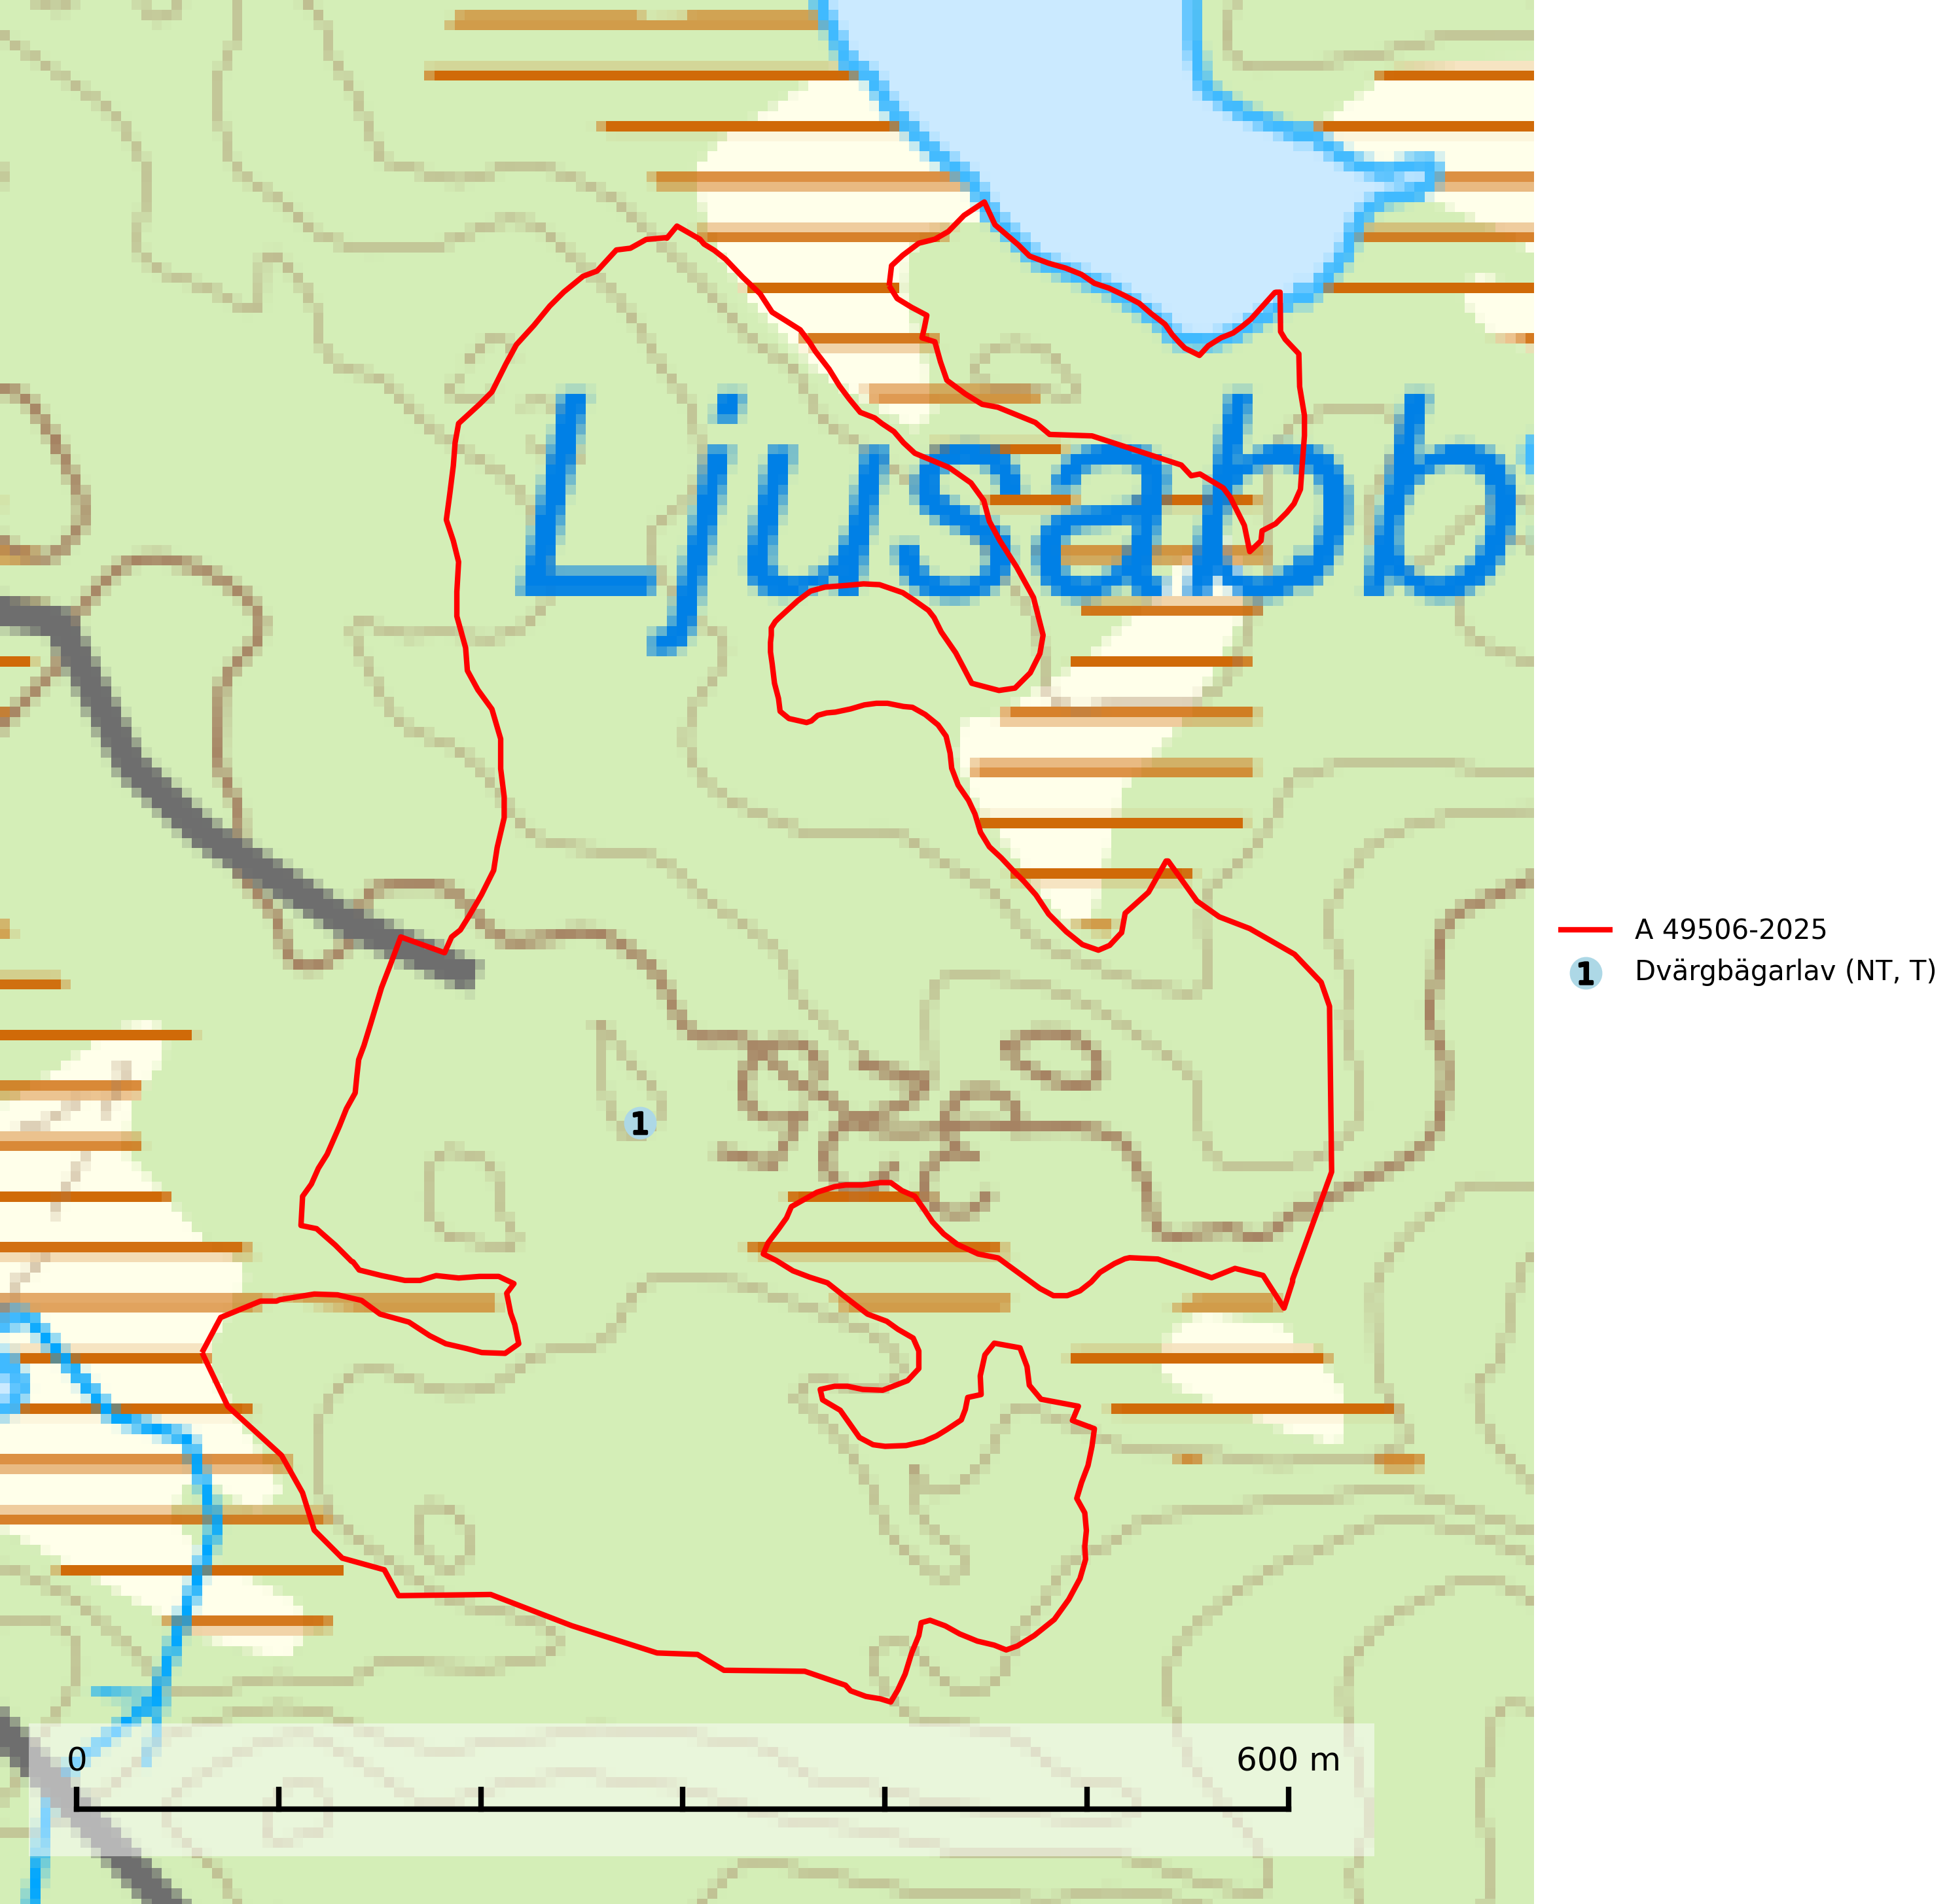 Ljusabb
A 49506-2025
1 Dvärgbägarlav (NT, T)
1
0 600 m